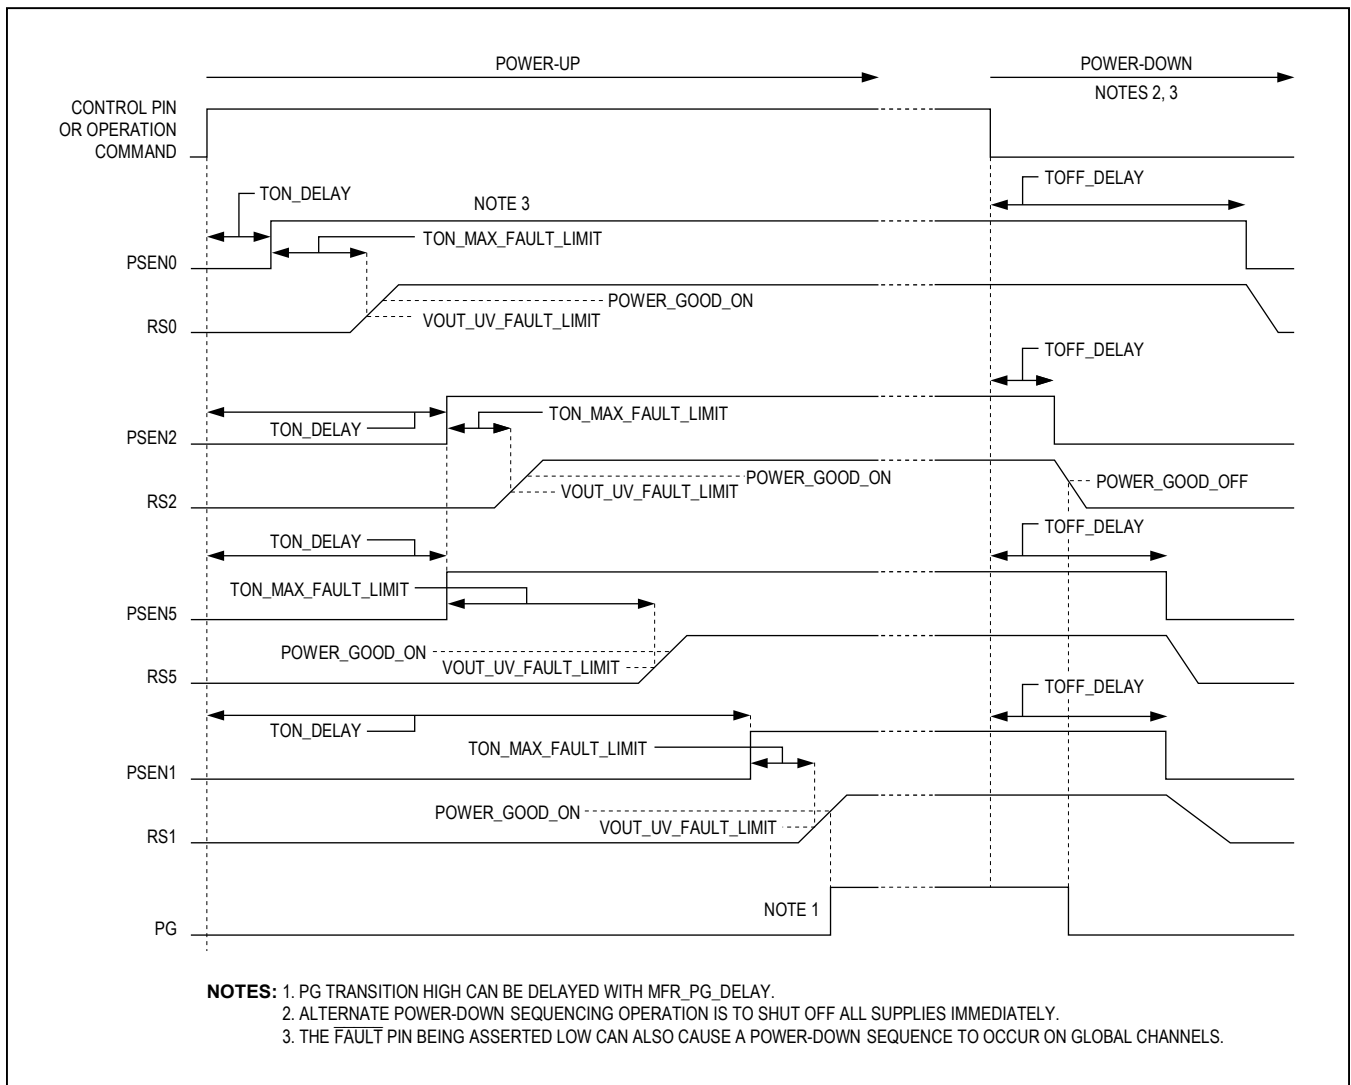 POWER-UP
POWER-DOWN
NOTES 2, 3
CONTROL PIN
OR OPERATION
COMMAND
TON_DELAY
NOTE 3
TOFF_DELAY
TON_MAX_FAULT_LIMIT
PSEN0
POWER_GOOD_ON
VOUT_UV_FAULT_LIMIT
RS0
TOFF_DELAY
TON_MAX_FAULT_LIMIT
TON_DELAY
PSEN2
POWER_GOOD_ON
VOUT_UV_FAULT_LIMIT
POWER_GOOD_OFF
RS2
TOFF_DELAY
TON_DELAY
TON_MAX_FAULT_LIMIT
PSEN5
POWER_GOOD_ON
VOUT_UV_FAULT_LIMIT
RS5
TOFF_DELAY
TON_DELAY
TON_MAX_FAULT_LIMIT
PSEN1
POWER_GOOD_ON
VOUT_UV_FAULT_LIMIT
RS1
NOTE 1
PG
NOTES: 1. PG TRANSITION HIGH CAN BE DELAYED WITH MFR_PG_DELAY.
2. ALTERNATE POWER-DOWN SEQUENCING OPERATION IS TO SHUT OFF ALL SUPPLIES IMMEDIATELY.
3. THE FAULT PIN BEING ASSERTED LOW CAN ALSO CAUSE A POWER-DOWN SEQUENCE TO OCCUR ON GLOBAL CHANNELS.